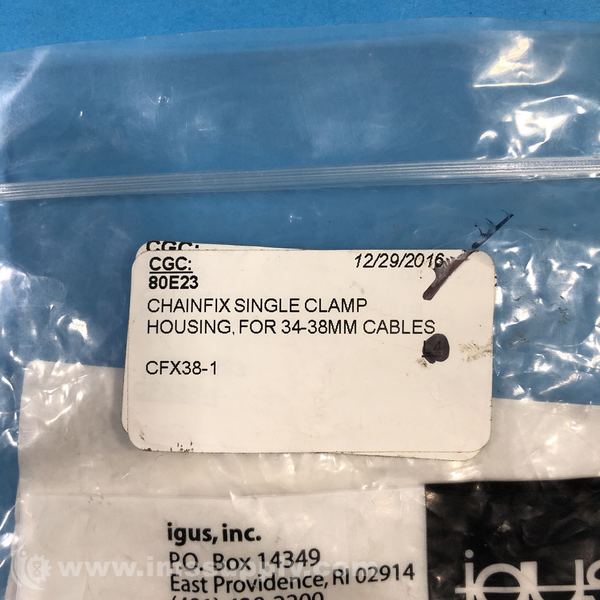 CGC:
CGC: 12/29/2016
80E23
CHAINFIX SINGLE CLAMP
HOUSING, FOR 34-38MM CABLES
CFX38-1
igus, inc.
P.O. Box 14349
East Providence, RI 02914
igus